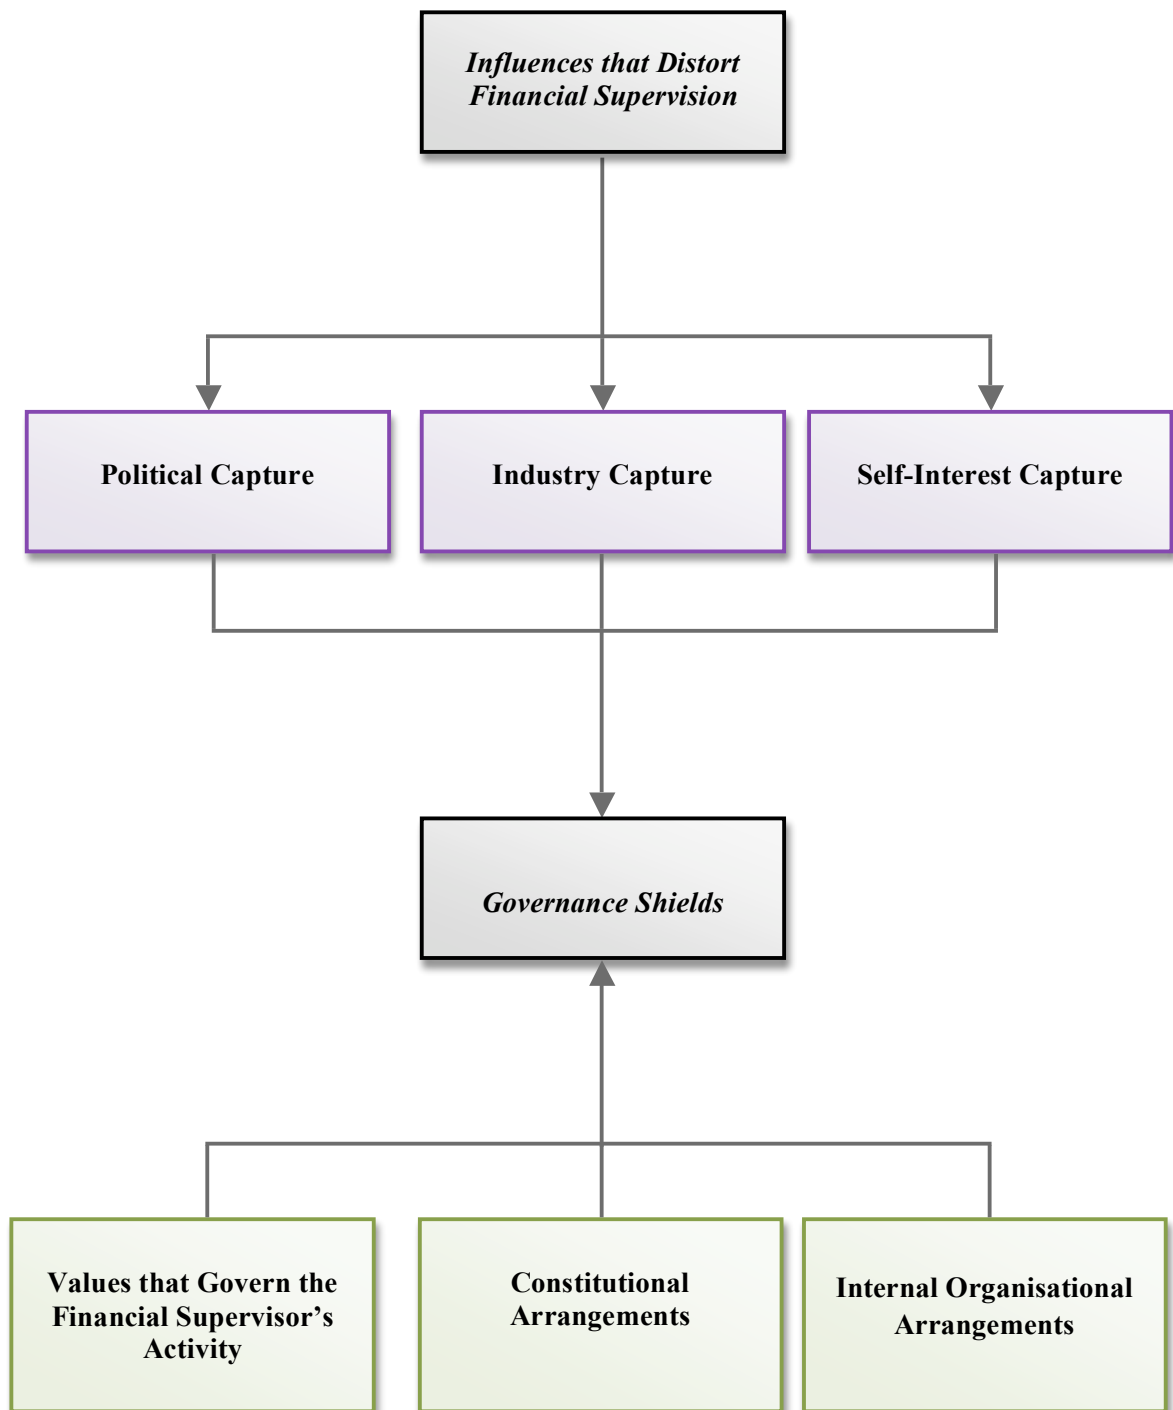 Influences that Distort
Financial Supervision
Political Capture
Industry Capture
Self-Interest Capture
Governance Shields
Values that Govern the
Financial Supervisor’s
Activity
Constitutional
Arrangements
Internal Organisational
Arrangements